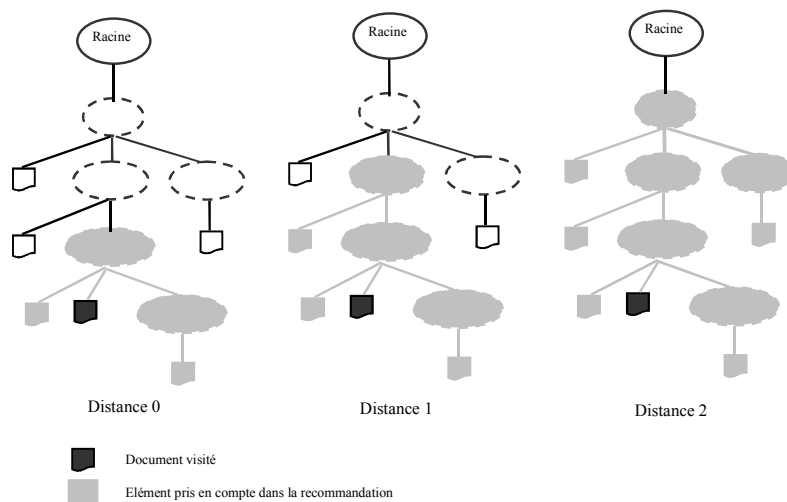 Racine
Racine
Racine
Distance 0
Distance 1
Distance 2
Document visité
Elément pris en compte dans la recommandation